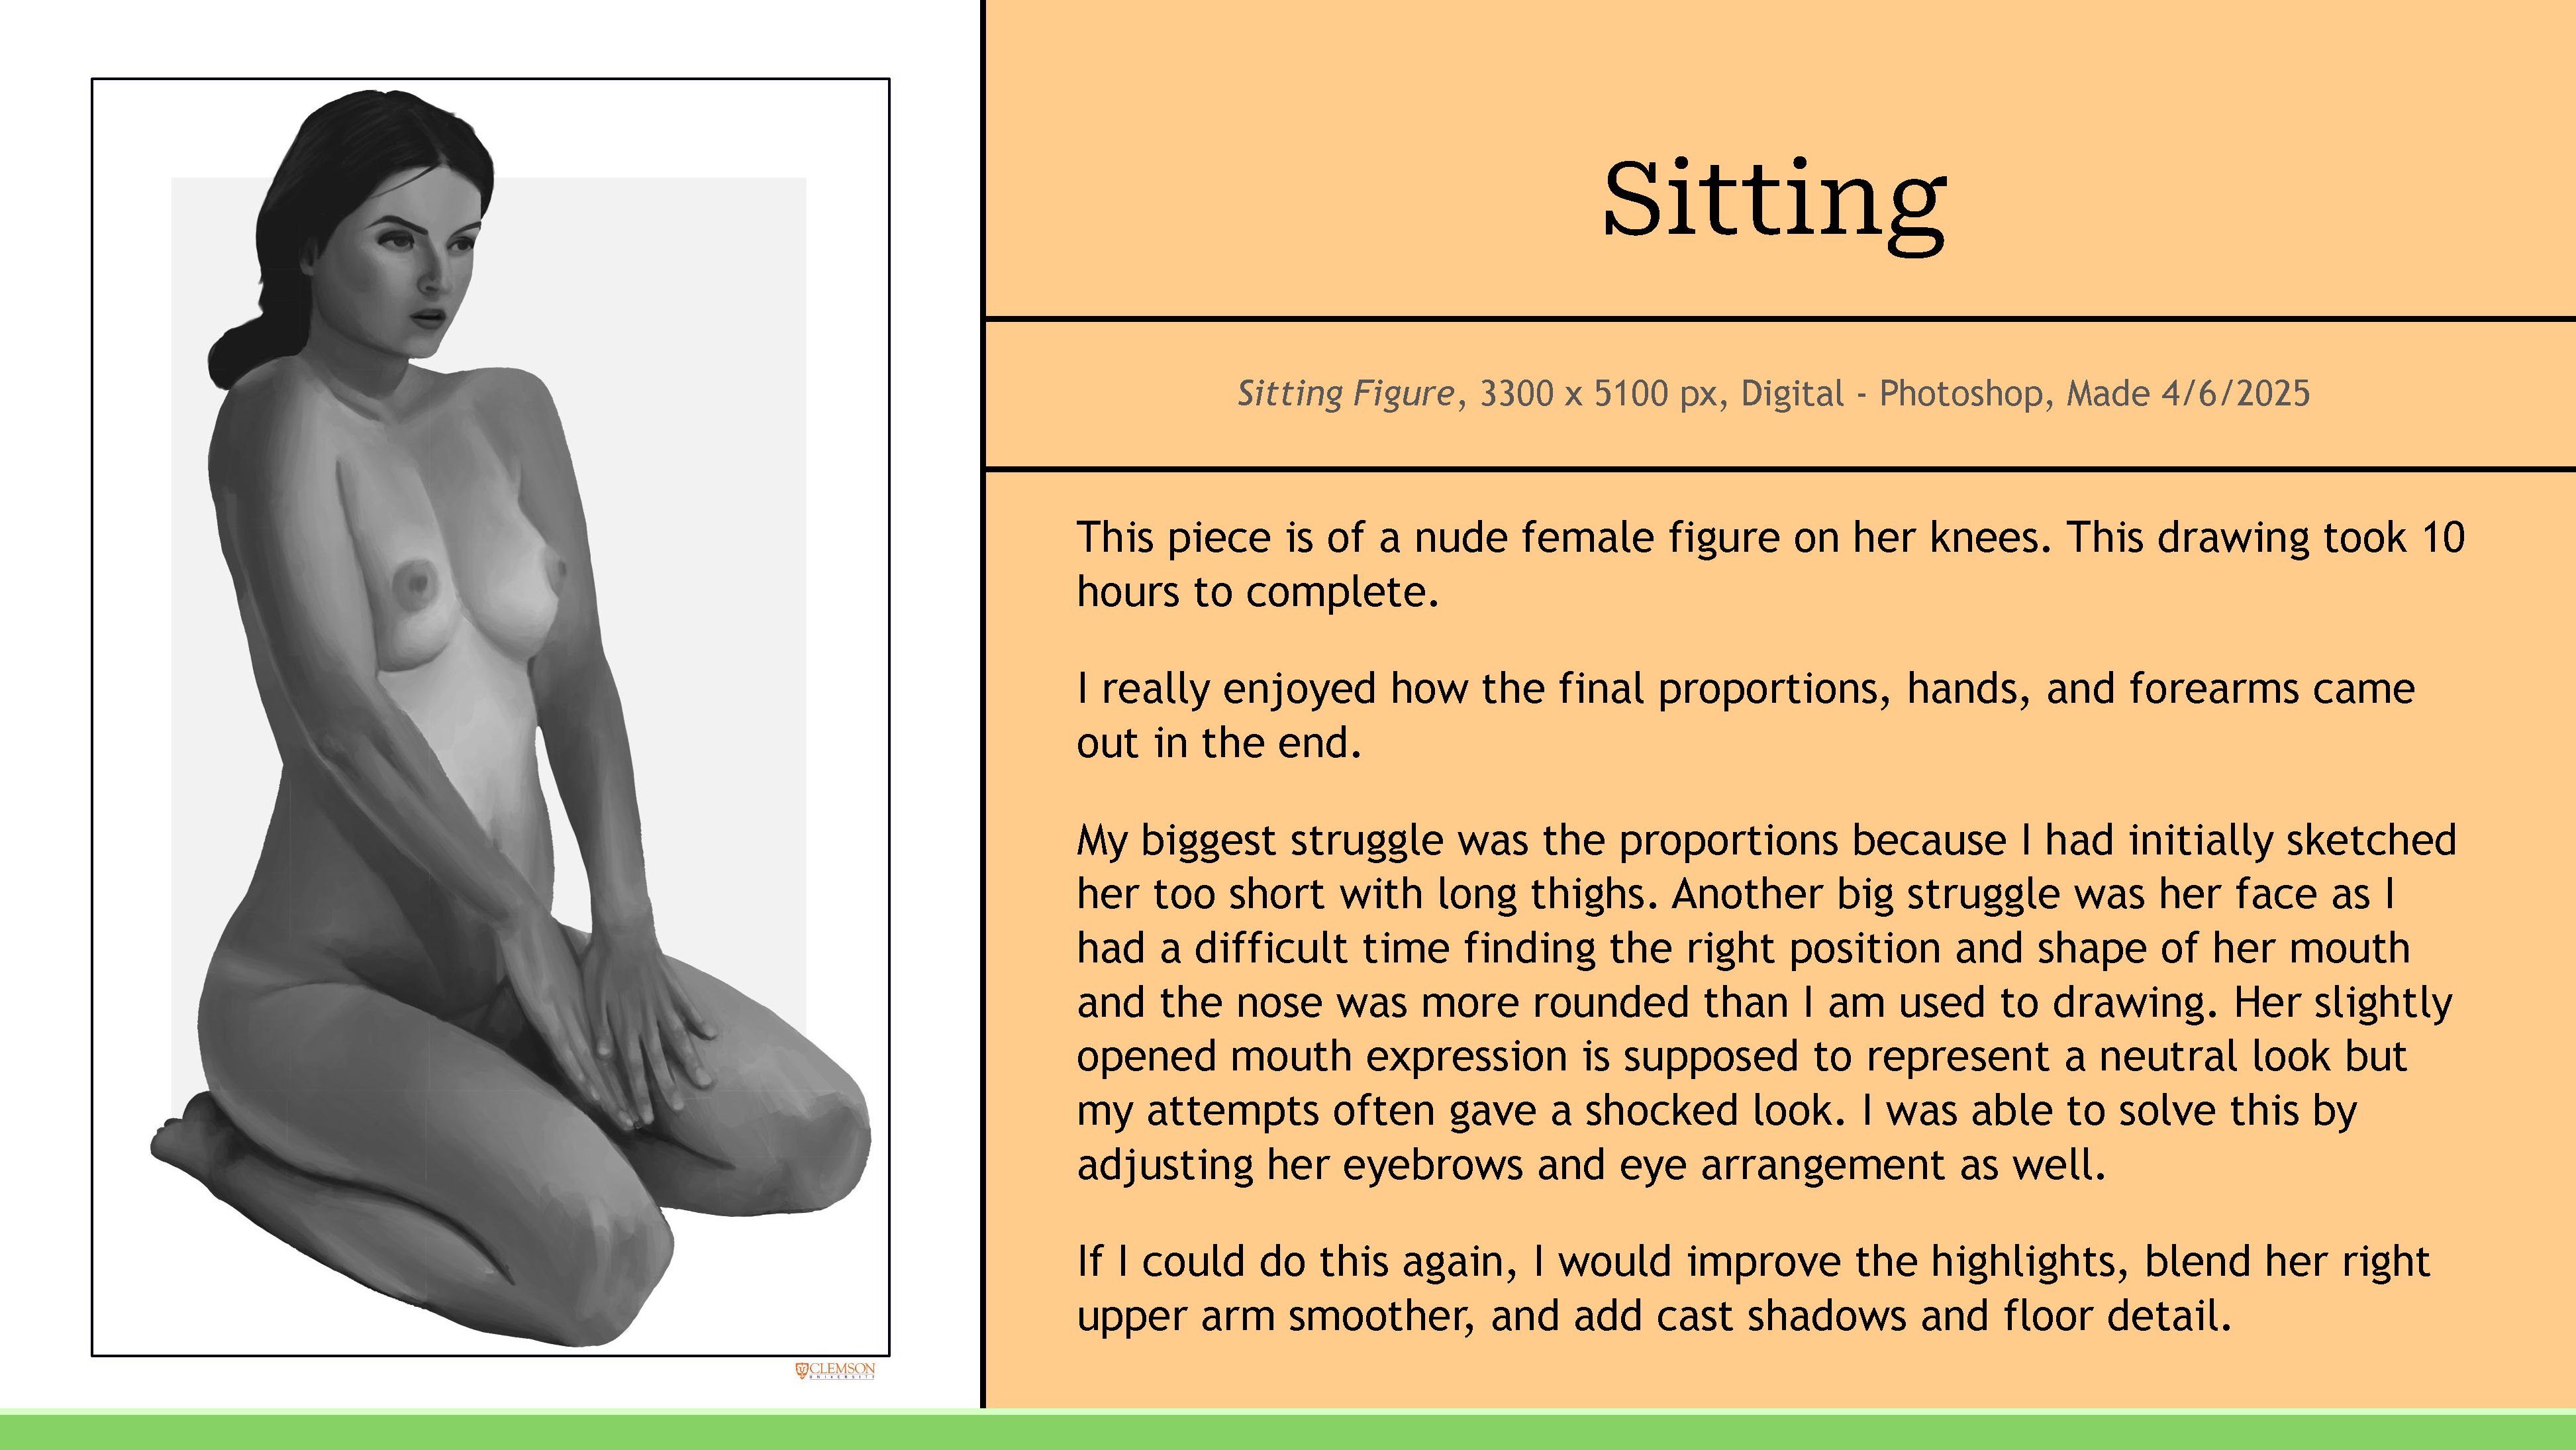 Sitting
Sitting Figure, 3300 x 5100 px, Digital - Photoshop, Made 4/6/2025
This piece is of a nude female figure on her knees. This drawing took 10
hours to complete.
I really enjoyed how the final proportions, hands, and forearms came
out in the end.
My biggest struggle was the proportions because I had initially sketched
her too short with long thighs. Another big struggle was her face as I
had a difficult time finding the right position and shape of her mouth
and the nose was more rounded than I am used to drawing. Her slightly
opened mouth expression is supposed to represent a neutral look but
my attempts often gave a shocked look. I was able to solve this by
adjusting her eyebrows and eye arrangement as well.
If I could do this again, I would improve the highlights, blend her right
upper arm smoother, and add cast shadows and floor detail.
CLEMSON
UNIVERSITY